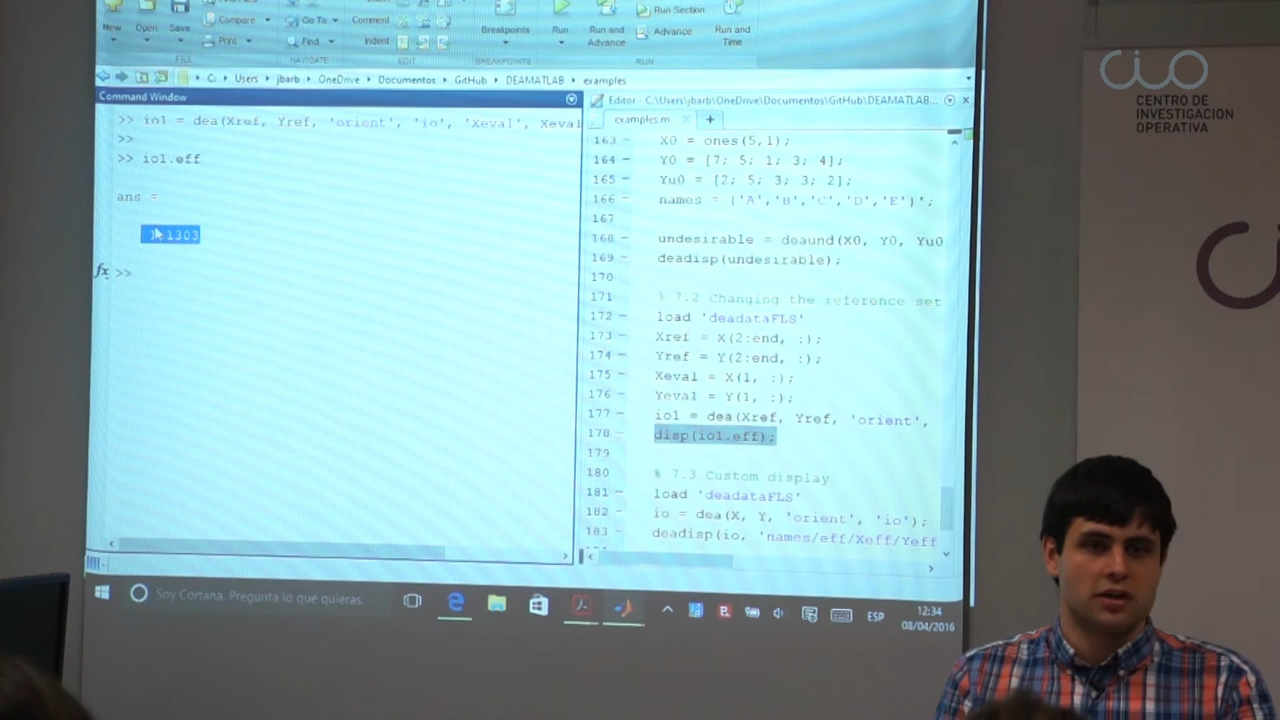 New Open Save
Compare
Print
Go To
Find
Comment
Indent
Breakpoints
Run
Run and
Advance
Run Section
Advance
Run and
Time
FILE
NAVIGATE
EDIT
BREAKPOINTS
RUN
C: Users jbarb OneDrive Documentos GitHub DEAMATLAB examples
Command Window
>> io1 = dea(Xref, Yref, 'orient', 'io', 'Xeval', Xeval
>>
>> io1.eff
ans =
1303
fx >>
Editor - C:\Users\jbarb\OneDrive\Documentos\GitHub\DEAMATLAB...
examples.m
163 - X0 = ones(5,1);
164 - Y0 = [7; 5; 1; 3; 4];
165 - Yu0 = [2; 5; 3; 3; 2];
166 - names = {'A','B','C','D','E'}';
167
168 - undesirable = deaund(X0, Y0, Yu0
169 - deadisp(undesirable);
170
171 % 7.2 Changing the reference set
172 - load 'deadataFLS'
173 - Xref = X(2:end, :);
174 - Yref = Y(2:end, :);
175 - Xeval = X(1, :);
176 - Yeval = Y(1, :);
177 - io1 = dea(Xref, Yref, 'orient',
178 - disp(io1.eff);
179
180 % 7.3 Custom display
181 - load 'deadataFLS'
182 - io = dea(X, Y, 'orient', 'io');
183 - deadisp(io, 'names/eff/Xeff/Yeff
Soy Cortana. Pregunta lo que quieras.
ESP
12:34
08/04/2016
cio
CENTRO DE
INVESTIGACION
OPERATIVA